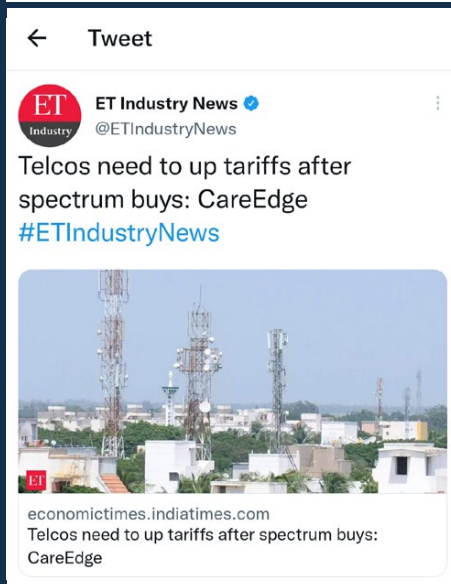 Tweet
ET
Industry
ET Industry News
@ETIndustryNews
Telcos need to up tariffs after
spectrum buys: CareEdge
#ETIndustryNews
ET
economictimes.indiatimes.com
Telcos need to up tariffs after spectrum buys:
CareEdge